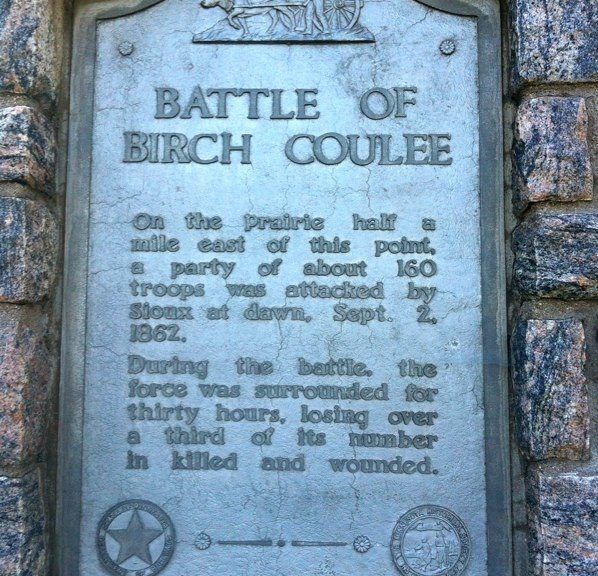 BATTLE OF
BIRCH COULEE
On the prairie half a
mile east of this point,
a party of about 160
troops was attacked by
Sioux at dawn, Sept. 2,
1862.
During the battle, the
force was surrounded for
thirty hours, losing over
a third of its number
in killed and wounded.